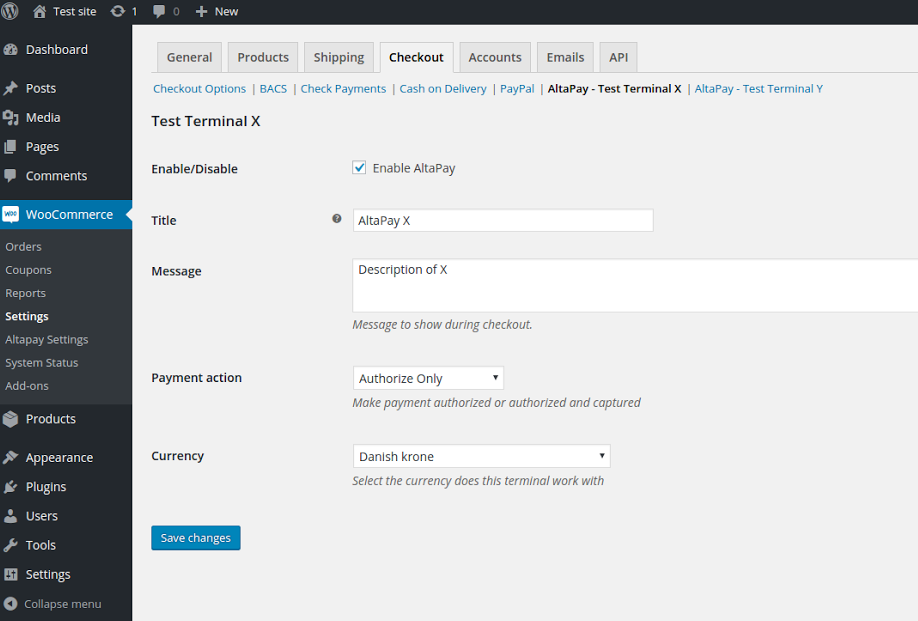 Test site 1 0 New
Dashboard
Posts
Media
Pages
Comments
WOO WooCommerce
Orders
Coupons
Reports
Settings
Altapay Settings
System Status
Add-ons
Products
Appearance
Plugins
Users
Tools
Settings
Collapse menu
General Products Shipping Checkout Accounts Emails API
Checkout Options | BACS | Check Payments | Cash on Delivery | PayPal | AltaPay - Test Terminal X | AltaPay - Test Terminal Y
Test Terminal X
Enable/Disable Enable AltaPay
Title ? AltaPay X
Message Description of X
Message to show during checkout.
Payment action Authorize Only
Make payment authorized or authorized and captured
Currency Danish krone
Select the currency does this terminal work with
Save changes